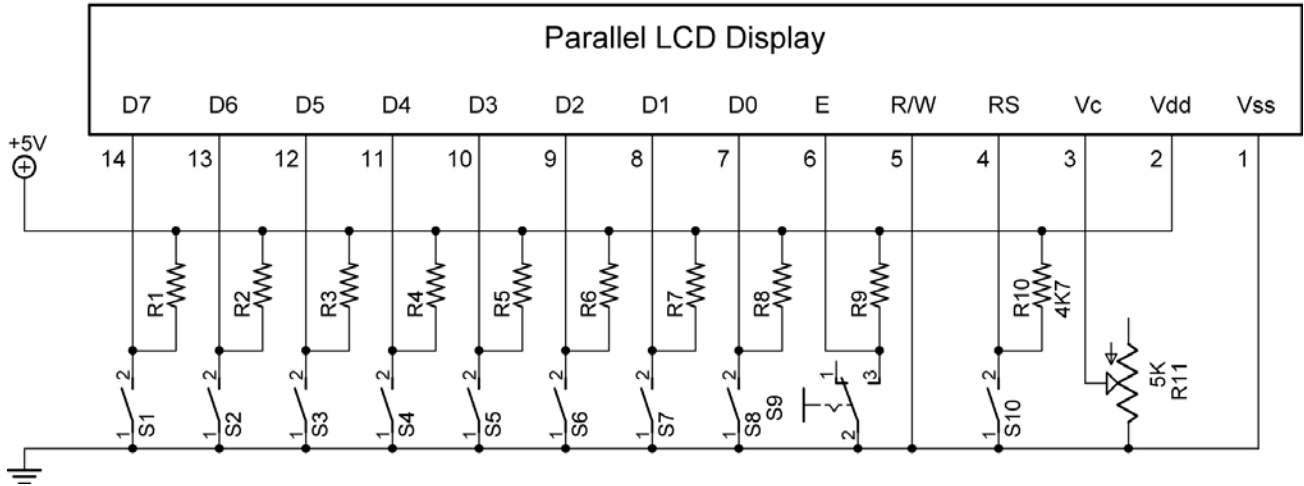 Parallel LCD Display
D7 D6 D5 D4 D3 D2 D1 D0 E R/W RS Vc Vdd Vss
+5V
14 13 12 11 10 9 8 7 6 5 4 3 2 1
R1 R2 R3 R4 R5 R6 R7 R8 R9 R10 4K7
5K R11
2 2 2 2 2 2 2 2 1 3 2
S1 S2 S3 S4 S5 S6 S7 S8 S9 S10
1 1 1 1 1 1 1 1 2 1